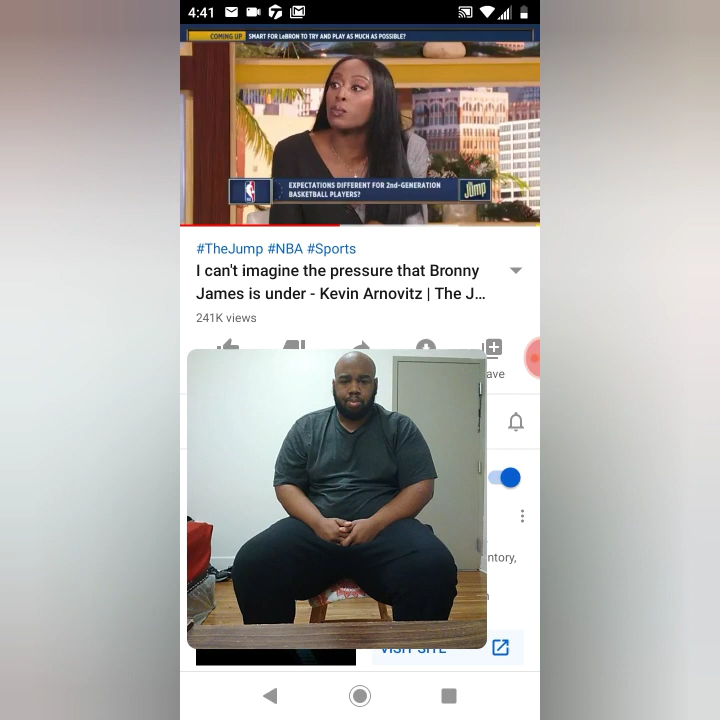 4:41
COMING UP SMART FOR LeBRON TO TRY AND PLAY AS MUCH AS POSSIBLE?
EXPECTATIONS DIFFERENT FOR 2nd-GENERATION
BASKETBALL PLAYERS?
NBA
JUMP
#TheJump #NBA #Sports
I can't imagine the pressure that Bronny
James is under - Kevin Arnovitz | The J...
241K views
ave
ntory,
VISIT SITE